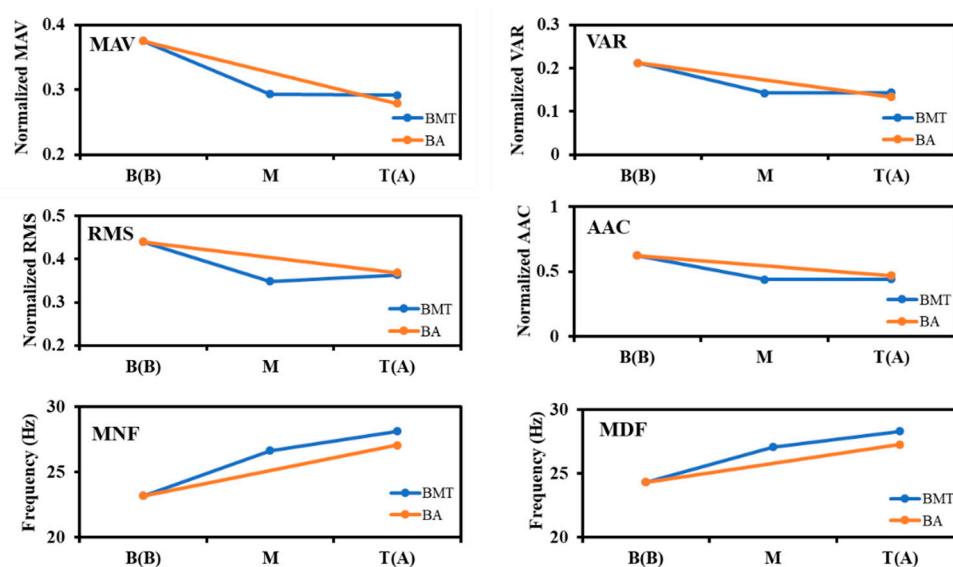 Normalized MAV
0.4
0.3
0.2
MAV
BMT
BA
B(B) M T(A)
Normalized VAR
0.3
0.2
0.1
0
VAR
BMT
BA
B(B) M T(A)
Normalized RMS
0.5
0.4
0.3
0.2
RMS
BMT
BA
B(B) M T(A)
Normalized AAC
1
0.5
0
AAC
BMT
BA
B(B) M T(A)
Frequency (Hz)
30
25
20
MNF
BMT
BA
B(B) M T(A)
Frequency (Hz)
30
25
20
MDF
BMT
BA
B(B) M T(A)